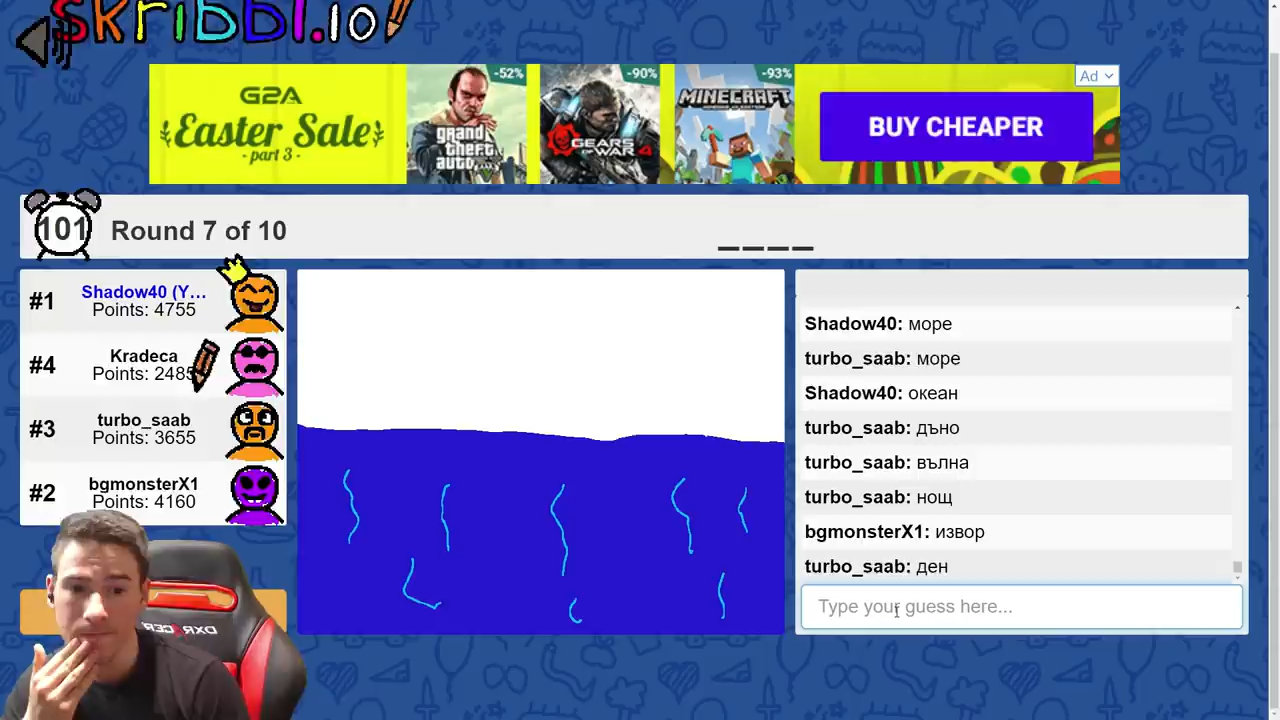 skribbl.io
G2A
Easter Sale
- part 3 -
-52%
grand
theft
auto
-90%
GEARS
OF WAR 4
-93%
MINECRAFT
BUY CHEAPER
Ad
101
Round 7 of 10
____
#1
Shadow40 (Y...
Points: 4755
#4
Kradeca
Points: 2485
#3
turbo_saab
Points: 3655
#2
bgmonsterX1
Points: 4160
Shadow40: море
turbo_saab: море
Shadow40: океан
turbo_saab: дъно
turbo_saab: вълна
turbo_saab: нощ
bgmonsterX1: извор
turbo_saab: ден
Type your guess here...
DXRACER